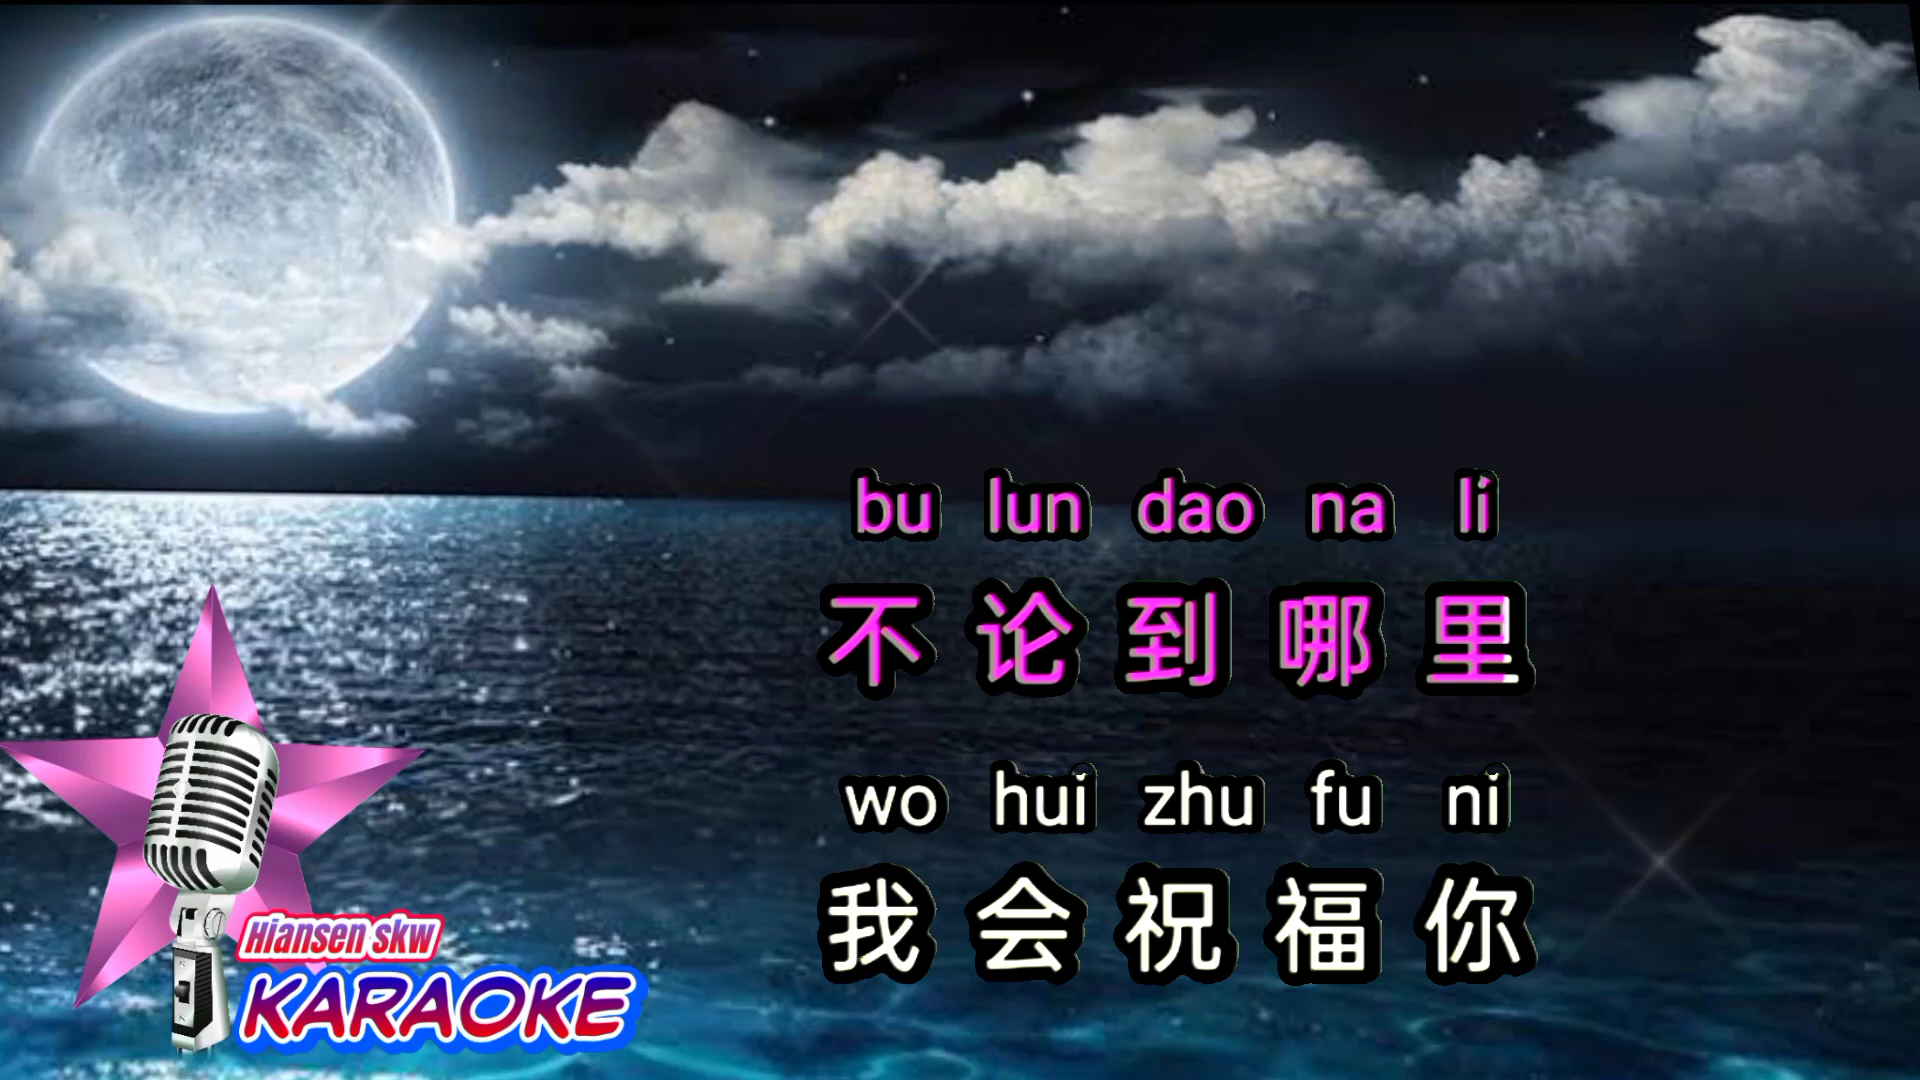 bu lun dao na li
不论到哪里
wo hui zhu fu ni
我会祝福你
Hiansen skw
KARAOKE